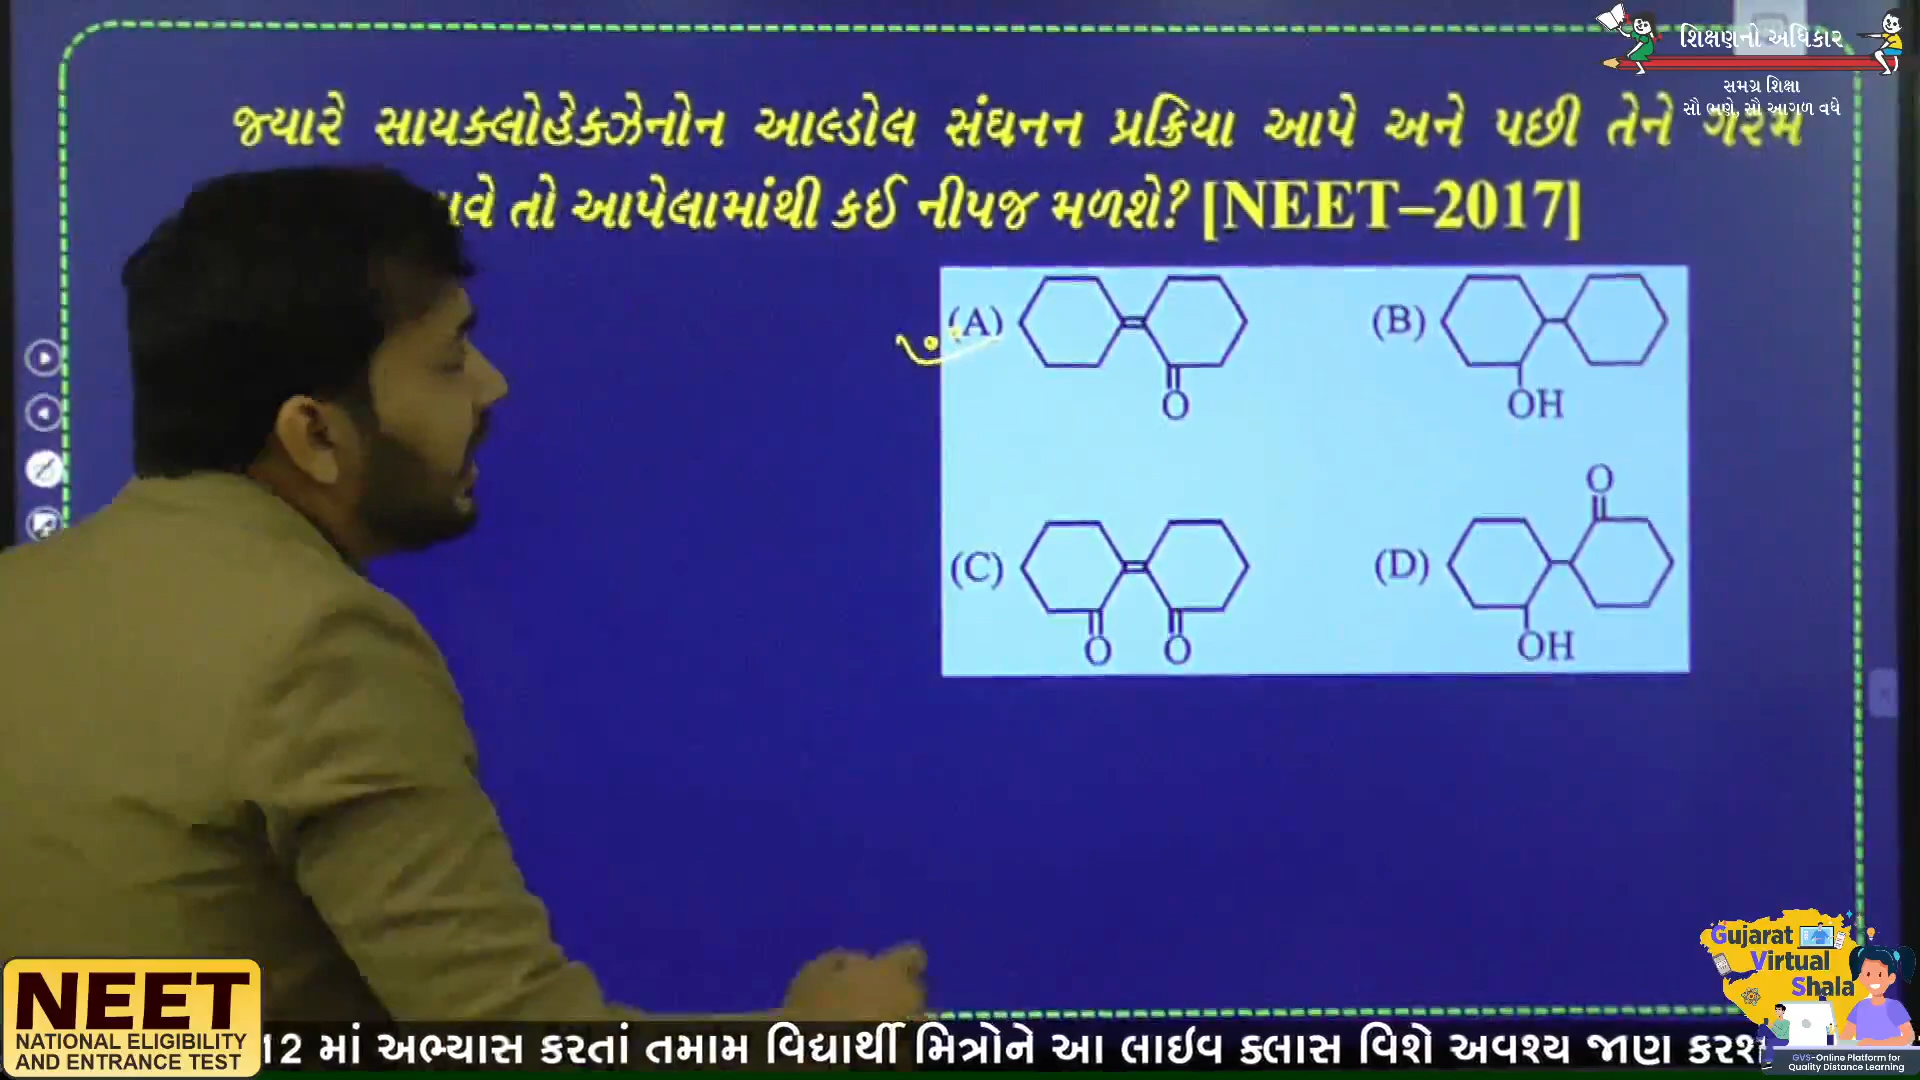 શિક્ષણનો અધિકાર
સમગ્ર શિક્ષા
સૌ ભણે, સૌ આગળ વધે
જ્યારે સાયક્લોહેક્ઝેનોન આલ્ડોલ સંઘનન પ્રક્રિયા આપે અને પછી તેને ગરમ
તો આપેલામાંથી કઈ નીપજ મળશે? [NEET–2017]
(A)
O
(B)
OH
(C)
O O
(D)
O
OH
Gujarat
Virtual
Shala
GVS-Online Platform for
Quality Distance Learning
NEET
NATIONAL ELIGIBILITY
AND ENTRANCE TEST
12 માં અભ્યાસ કરતાં તમામ વિદ્યાર્થી મિત્રોને આ લાઈવ ક્લાસ વિશે અવશ્ય જાણ